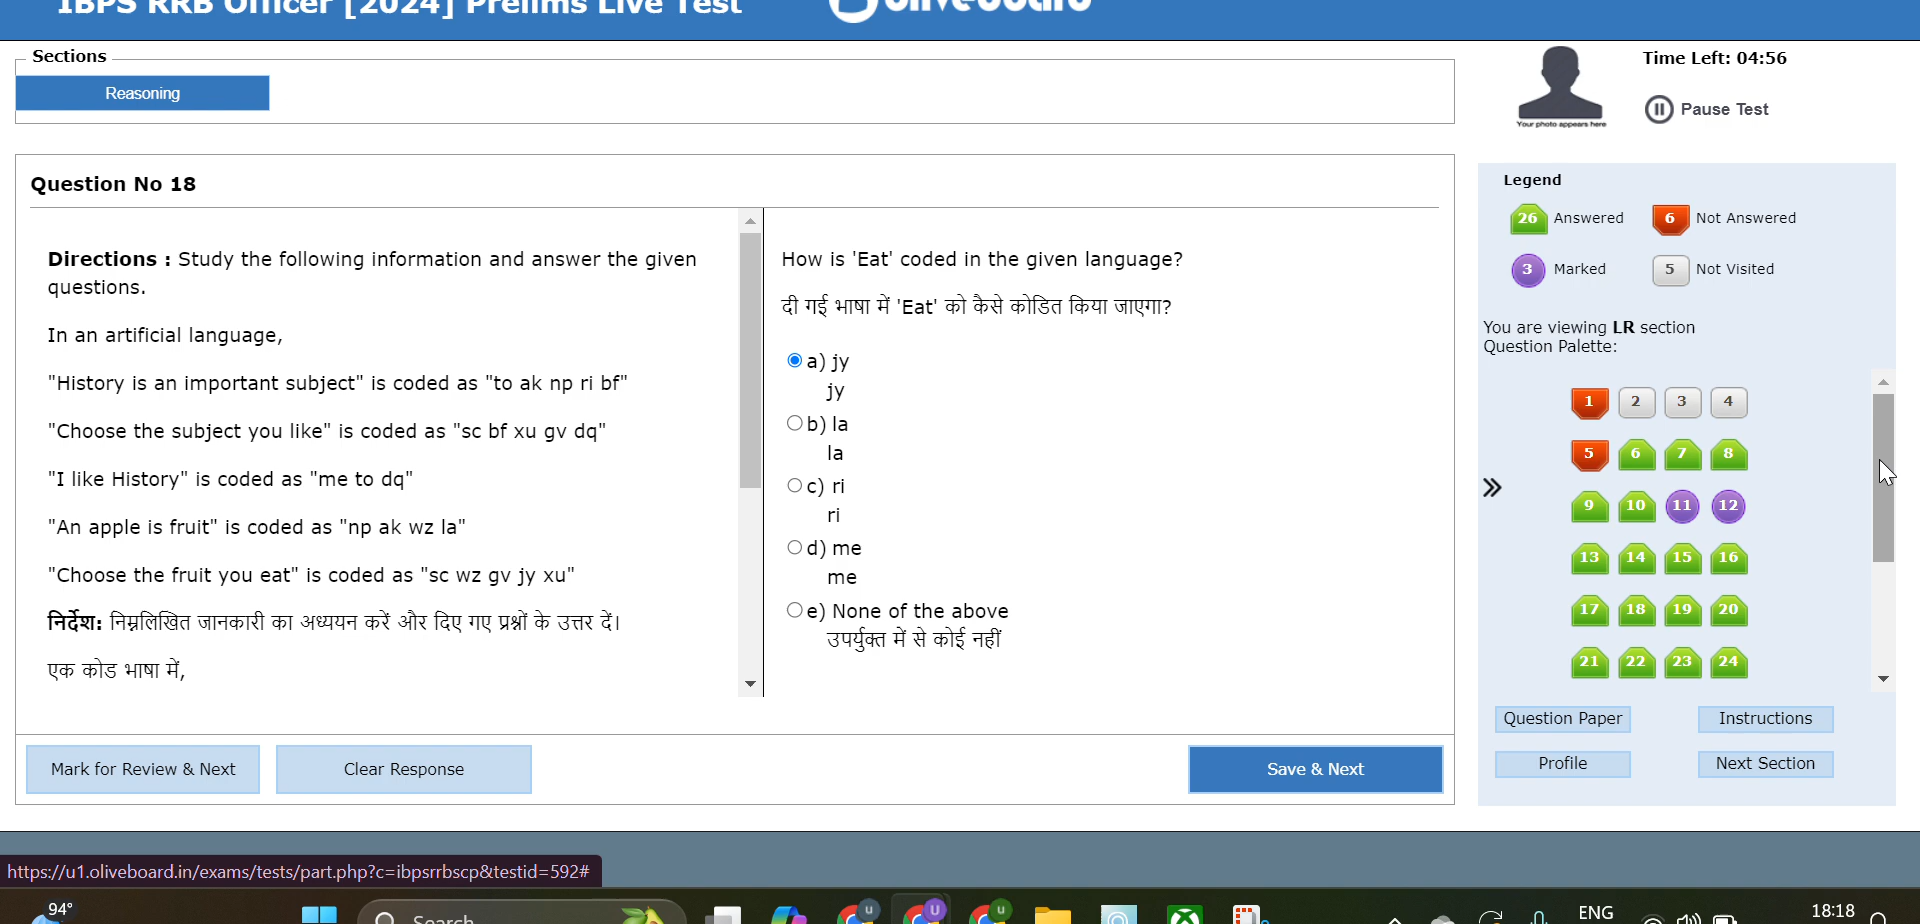 IBPS RRB Officer [2024] Prelims Live Test
oliveboard
Sections
Reasoning
Your photo appears here
Time Left: 04:56
Pause Test
Question No 18
Directions : Study the following information and answer the given
questions.
In an artificial language,
"History is an important subject" is coded as "to ak np ri bf"
"Choose the subject you like" is coded as "sc bf xu gv dq"
"I like History" is coded as "me to dq"
"An apple is fruit" is coded as "np ak wz la"
"Choose the fruit you eat" is coded as "sc wz gv jy xu"
निर्देश: निम्नलिखित जानकारी का अध्ययन करें और दिए गए प्रश्नों के उत्तर दें।
एक कोड भाषा में,
How is 'Eat' coded in the given language?
दी गई भाषा में 'Eat' को कैसे कोडित किया जाएगा?
a) jy
jy
b) la
la
c) ri
ri
d) me
me
e) None of the above
उपर्युक्त में से कोई नहीं
Mark for Review & Next
Clear Response
Save & Next
Legend
26 Answered
6 Not Answered
3 Marked
5 Not Visited
You are viewing LR section
Question Palette:
1 2 3 4
5 6 7 8
9 10 11 12
13 14 15 16
17 18 19 20
21 22 23 24
Question Paper
Instructions
Profile
Next Section
https://u1.oliveboard.in/exams/tests/part.php?c=ibpsrrbscp&testid=592#
94°
Search
u
U
u
ENG
18:18